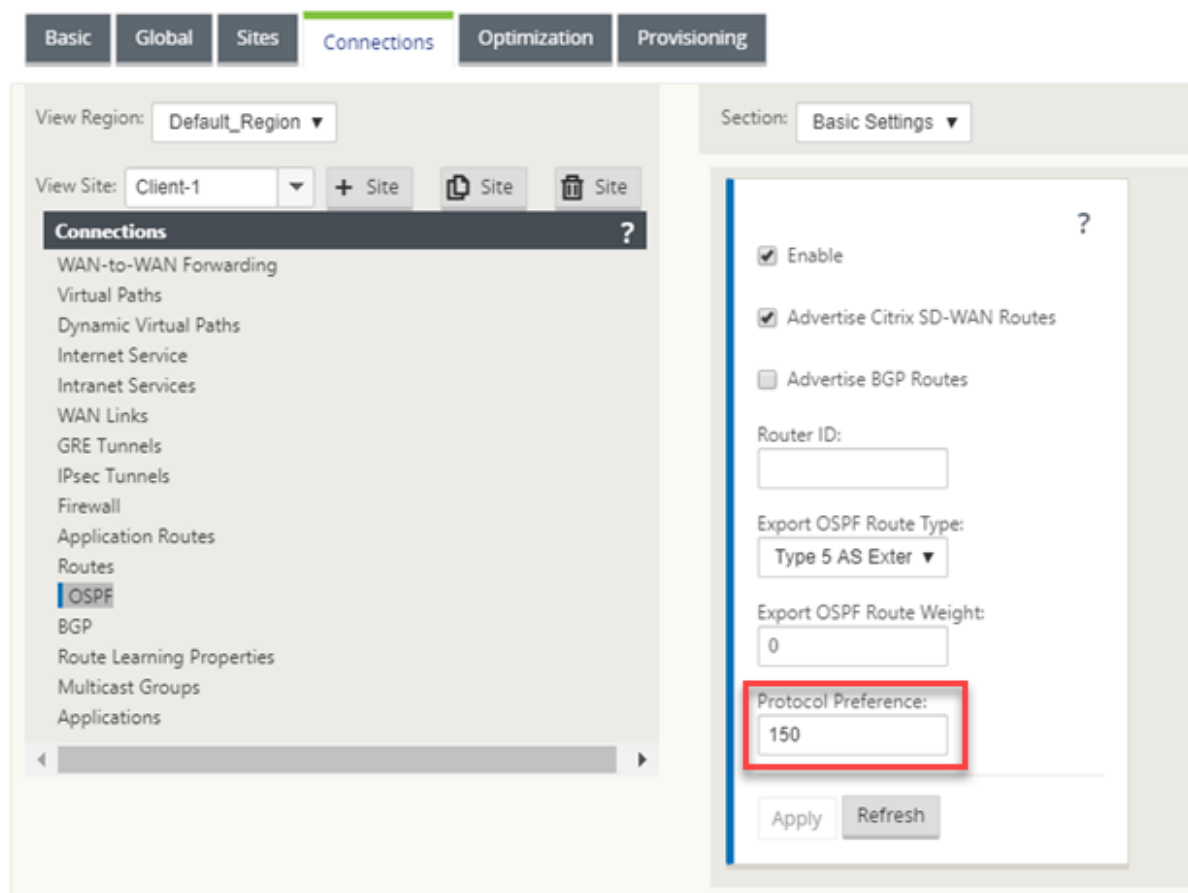 Basic Global Sites Connections Optimization Provisioning
View Region: Default_Region
View Site: Client-1 + Site Site Site
Connections ?
WAN-to-WAN Forwarding
Virtual Paths
Dynamic Virtual Paths
Internet Service
Intranet Services
WAN Links
GRE Tunnels
IPsec Tunnels
Firewall
Application Routes
Routes
OSPF
BGP
Route Learning Properties
Multicast Groups
Applications
Section: Basic Settings
?
Enable
Advertise Citrix SD-WAN Routes
Advertise BGP Routes
Router ID:
Export OSPF Route Type:
Type 5 AS Exter
Export OSPF Route Weight:
0
Protocol Preference:
150
Apply Refresh